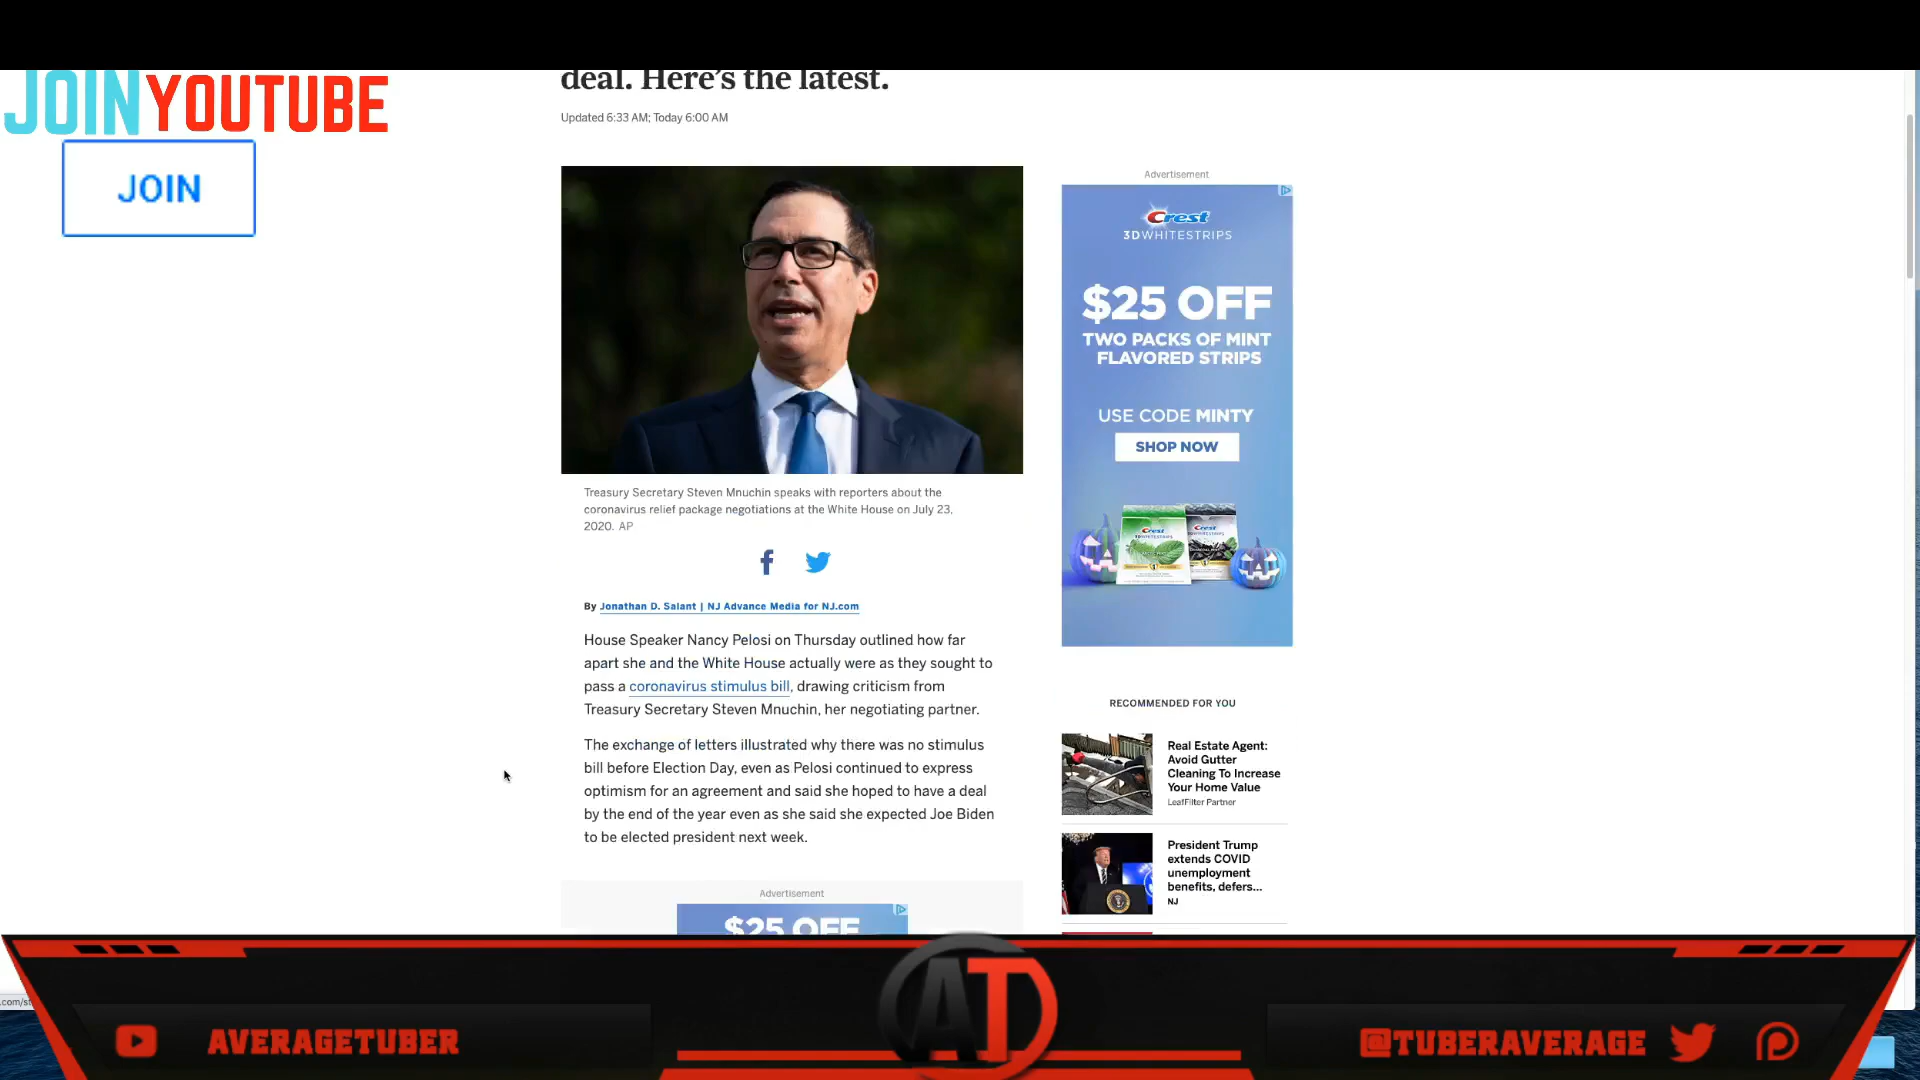 deal. Here's the latest.
Updated 6:33 AM; Today 6:00 AM
JOINYOUTUBE
JOIN
Treasury Secretary Steven Mnuchin speaks with reporters about the
coronavirus relief package negotiations at the White House on July 23,
2020. AP
By Jonathan D. Salant | NJ Advance Media for NJ.com
House Speaker Nancy Pelosi on Thursday outlined how far
apart she and the White House actually were as they sought to
pass a coronavirus stimulus bill, drawing criticism from
Treasury Secretary Steven Mnuchin, her negotiating partner.
The exchange of letters illustrated why there was no stimulus
bill before Election Day, even as Pelosi continued to express
optimism for an agreement and said she hoped to have a deal
by the end of the year even as she said she expected Joe Biden
to be elected president next week.
Advertisement
$25 OFF
Advertisement
Crest
3DWHITESTRIPS
$25 OFF
TWO PACKS OF MINT
FLAVORED STRIPS
USE CODE MINTY
SHOP NOW
Crest
Crest
RECOMMENDED FOR YOU
Real Estate Agent:
Avoid Gutter
Cleaning To Increase
Your Home Value
LeafFilter Partner
President Trump
extends COVID
unemployment
benefits, defers...
NJ
.com/st
AVERAGETUBER
AT
@TUBERAVERAGE